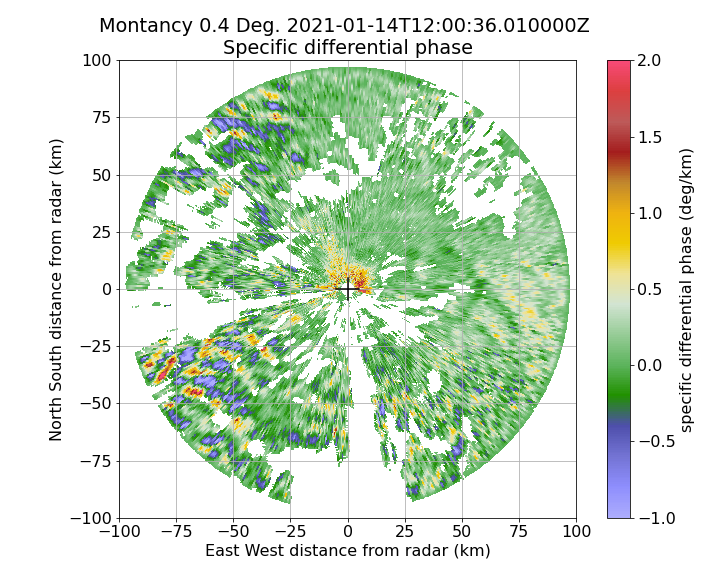 Montancy 0.4 Deg. 2021-01-14T12:00:36.010000Z
Specific differential phase
100
75
50
25
0
−25
−50
−75
−100
North South distance from radar (km)
−100 −75 −50 −25 0 25 50 75 100
East West distance from radar (km)
2.0
1.5
1.0
0.5
0.0
−0.5
−1.0
specific differential phase (deg/km)